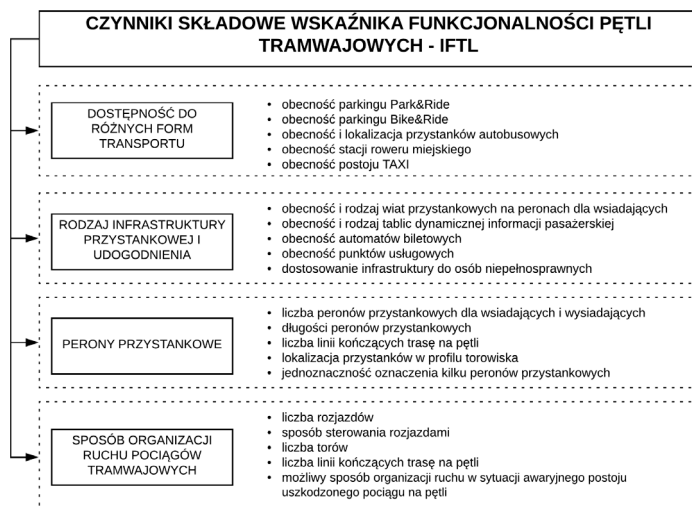 CZYNNIKI SKŁADOWE WSKAŹNIKA FUNKCJONALNOŚCI PĘTLI
TRAMWAJOWYCH - IFTL
DOSTĘPNOŚĆ DO
RÓŻNYCH FORM
TRANSPORTU
• obecność parkingu Park&Ride
• obecność parkingu Bike&Ride
• obecność i lokalizacja przystanków autobusowych
• obecność stacji roweru miejskiego
• obecność postoju TAXI
RODZAJ INFRASTRUKTURY
PRZYSTANKOWEJ I
UDOGODNIENIA
• obecność i rodzaj wiat przystankowych na peronach dla wsiadających
• obecność i rodzaj tablic dynamicznej informacji pasażerskiej
• obecność automatów biletowych
• obecność punktów usługowych
• dostosowanie infrastruktury do osób niepełnosprawnych
PERONY PRZYSTANKOWE
• liczba peronów przystankowych dla wsiadających i wysiadających
• długości peronów przystankowych
• liczba linii kończących trasę na pętli
• lokalizacja przystanków w profilu torowiska
• jednoznaczność oznaczenia kilku peronów przystankowych
SPOSÓB ORGANIZACJI
RUCHU POCIĄGÓW
TRAMWAJOWYCH
• liczba rozjazdów
• sposób sterowania rozjazdami
• liczba torów
• liczba linii kończących trasę na pętli
• możliwy sposób organizacji ruchu w sytuacji awaryjnego postoju
uszkodzonego pociągu na pętli